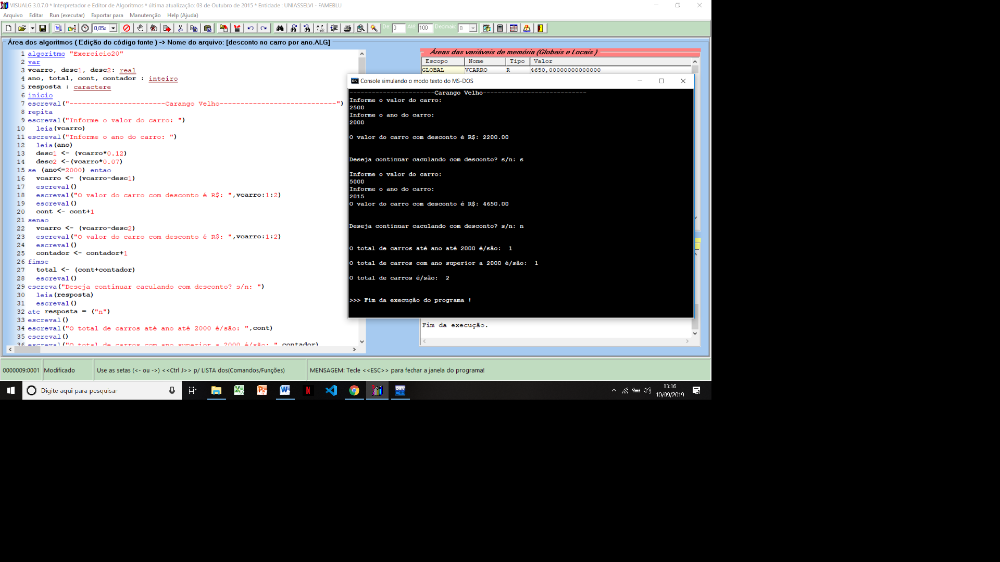 VISUALG 3.0.7.0 * Interpretador e Editor de Algoritmos * última atualização: 03 de Outubro de 2015 * Entidade : UNIASSELVI - FAMEBLU
Arquivo Editar Run (executar) Exportar para Manutenção Help (Ajuda)
0,05s De: 0 Até 100 Decimais: 0
Área dos algoritmos ( Edição do código fonte ) -> Nome do arquivo: [desconto no carro por ano.ALG]
1 algoritmo "Exercicio20"
2 var
3 vcarro, desc1, desc2: real
4 ano, total, cont, contador : inteiro
5 resposta : caractere
6 inicio
7 escreval("-----------------------Carango Velho----------------------------")
8 repita
9 escreval("Informe o valor do carro: ")
10 leia(vcarro)
11 escreval("Informe o ano do carro: ")
12 leia(ano)
13 desc1 <- (vcarro*0.12)
14 desc2 <-(vcarro*0.07)
15 se (ano<=2000) entao
16 vcarro <- (vcarro-desc1)
17 escreval()
18 escreval("O valor do carro com desconto é R$: ",vcarro:1:2)
19 escreval()
20 cont <- cont+1
21 senao
22 vcarro <- (vcarro-desc2)
23 escreval("O valor do carro com desconto é R$: ",vcarro:1:2)
24 escreval()
25 contador <- contador+1
26 fimse
27 total <- (cont+contador)
28 escreval()
29 escreva("Deseja continuar caculando com desconto? s/n: ")
30 leia(resposta)
31 escreval()
32 ate resposta = ("n")
33 escreval()
34 escreval("O total de carros até ano até 2000 é/são: ",cont)
35 escreval()
36 escreval("O total de carros com ano superior a 2000 é/são: ",contador)
Áreas das variáveis de memória (Globais e Locais )
Escopo Nome Tipo Valor
GLOBAL VCARRO R 4650,00000000000000
Console simulando o modo texto do MS-DOS
-----------------------Carango Velho----------------------------
Informe o valor do carro:
2500
Informe o ano do carro:
2000
O valor do carro com desconto é R$: 2200.00
Deseja continuar caculando com desconto? s/n: s
Informe o valor do carro:
5000
Informe o ano do carro:
2015
O valor do carro com desconto é R$: 4650.00
Deseja continuar caculando com desconto? s/n: n
O total de carros até ano até 2000 é/são: 1
O total de carros com ano superior a 2000 é/são: 1
O total de carros é/são: 2
>>> Fim da execução do programa !
Fim da execução.
0000009:0001 Modificado Use as setas (<- ou ->) <<Ctrl J>> p/ LISTA dos(Comandos/Funções) MENSAGEM: Tecle <<ESC>> para fechar a janela do programa!
Digite aqui para pesquisar
DEV
13:16
10/09/2019